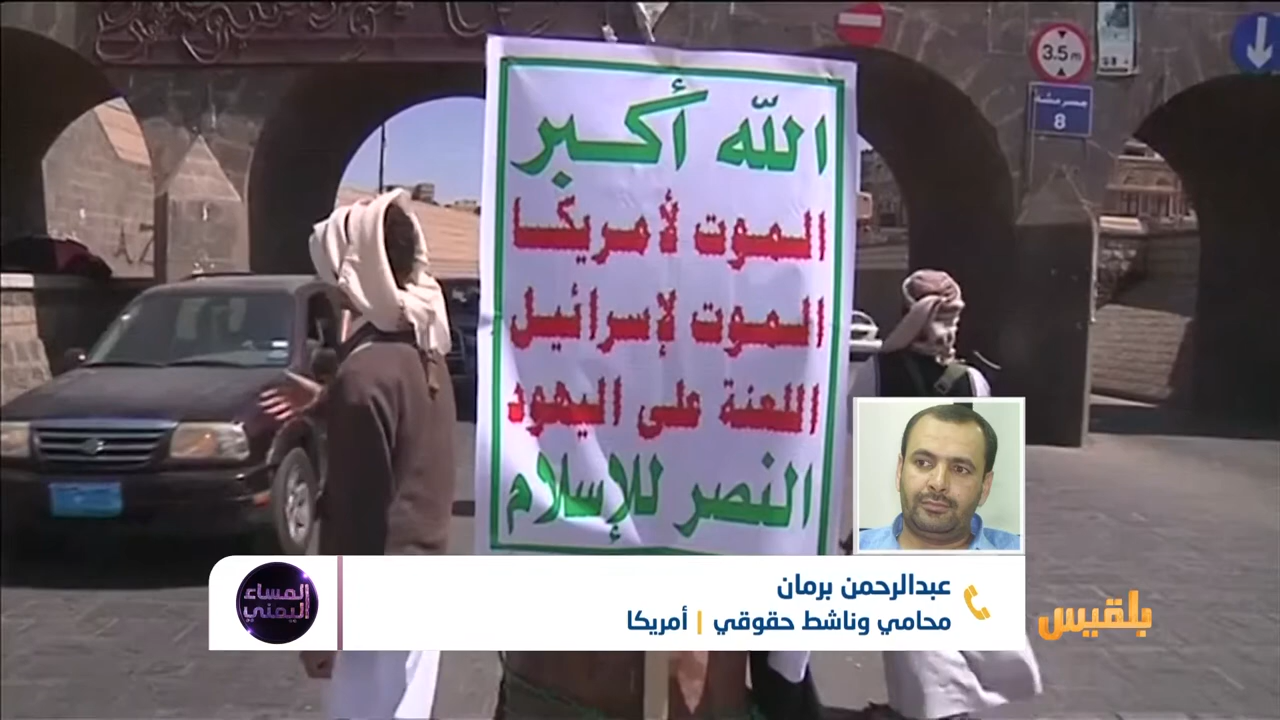 3.5m
8
الله أكبر
الموت لأمريكا
الموت لإسرائيل
اللعنة على اليهود
النصر للإسلام
عبدالرحمن برمان
محامي وناشط حقوقي | أمريكا
المساء
اليمني
بلقيس